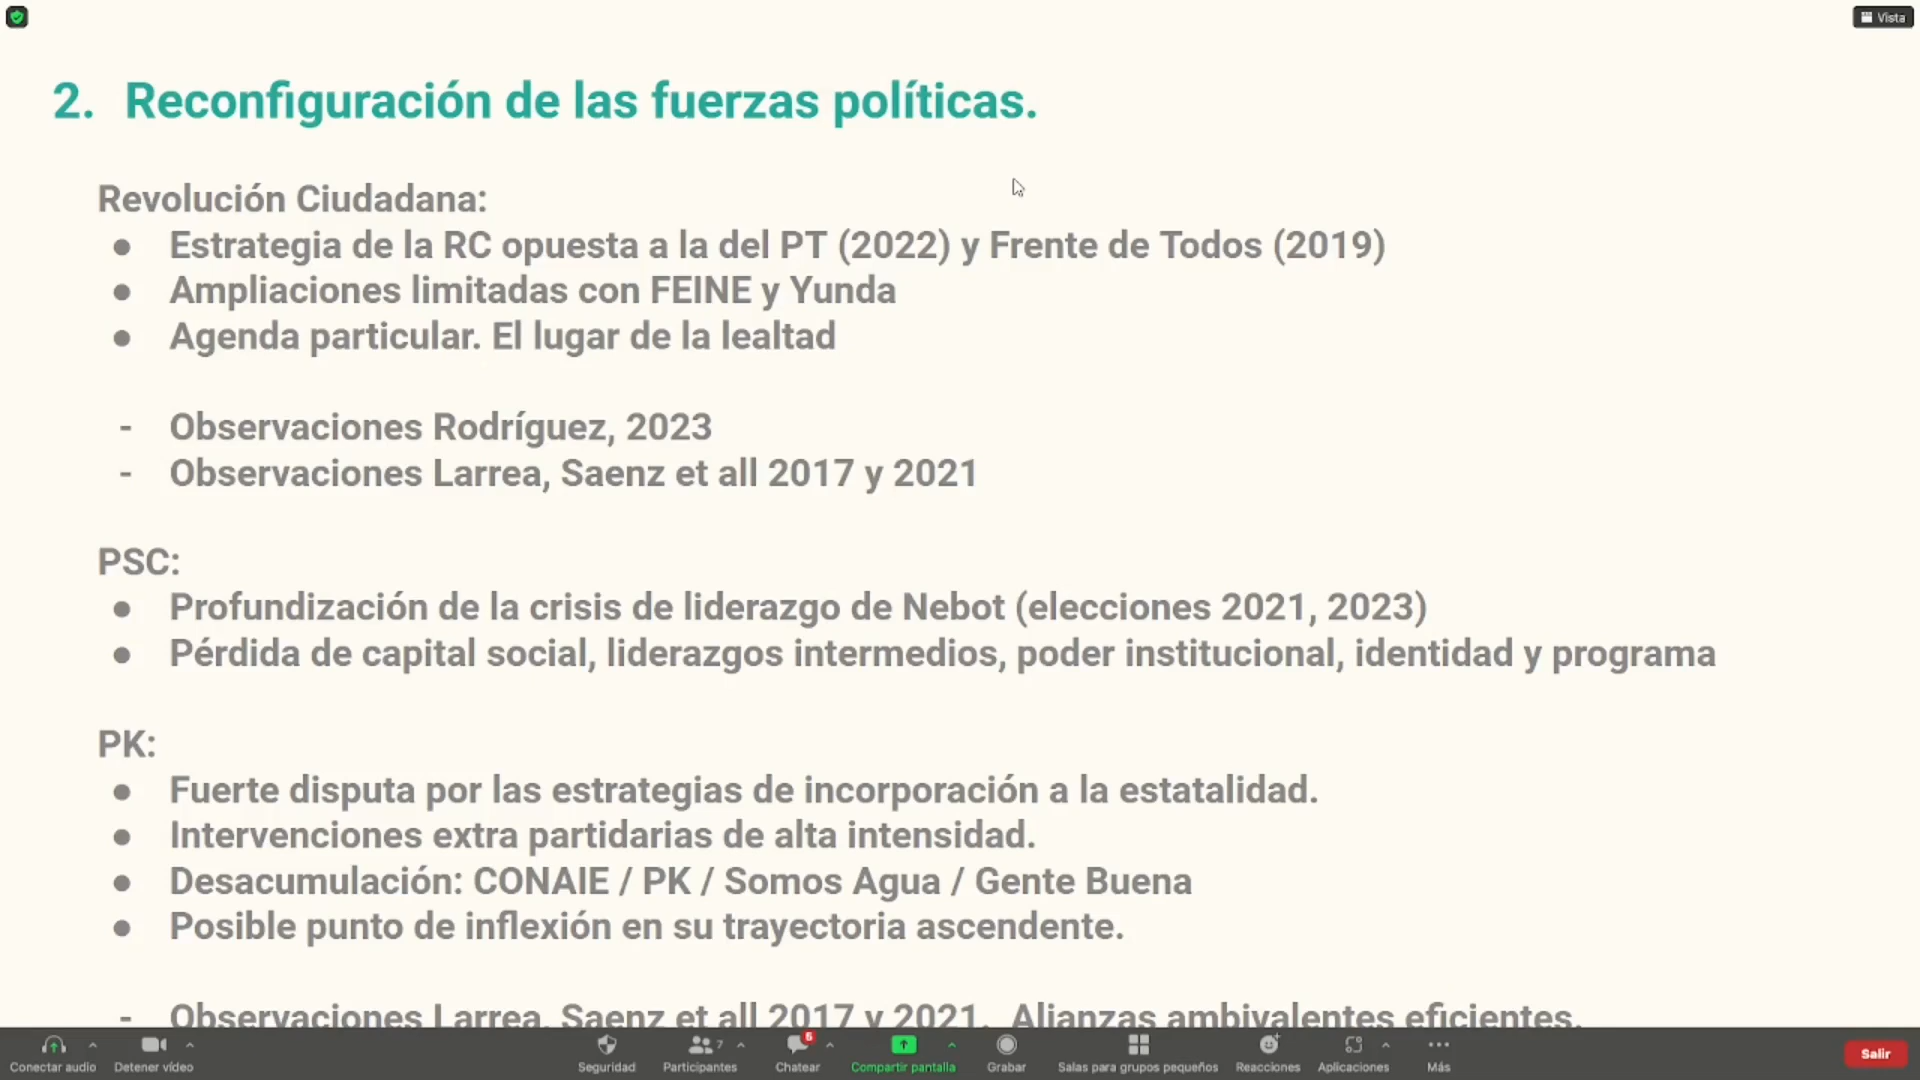 Vista
2. Reconfiguración de las fuerzas políticas.
Revolución Ciudadana:
● Estrategia de la RC opuesta a la del PT (2022) y Frente de Todos (2019)
● Ampliaciones limitadas con FEINE y Yunda
● Agenda particular. El lugar de la lealtad
- Observaciones Rodríguez, 2023
- Observaciones Larrea, Saenz et all 2017 y 2021
PSC:
● Profundización de la crisis de liderazgo de Nebot (elecciones 2021, 2023)
● Pérdida de capital social, liderazgos intermedios, poder institucional, identidad y programa
PK:
● Fuerte disputa por las estrategias de incorporación a la estatalidad.
● Intervenciones extra partidarias de alta intensidad.
● Desacumulación: CONAIE / PK / Somos Agua / Gente Buena
● Posible punto de inflexión en su trayectoria ascendente.
- Observaciones Larrea, Saenz et all 2017 y 2021. Alianzas ambivalentes eficientes.
7 6
Conectar audio Detener vídeo Seguridad Participantes Chatear Compartir pantalla Grabar Salas para grupos pequeños Reacciones Aplicaciones Más Salir